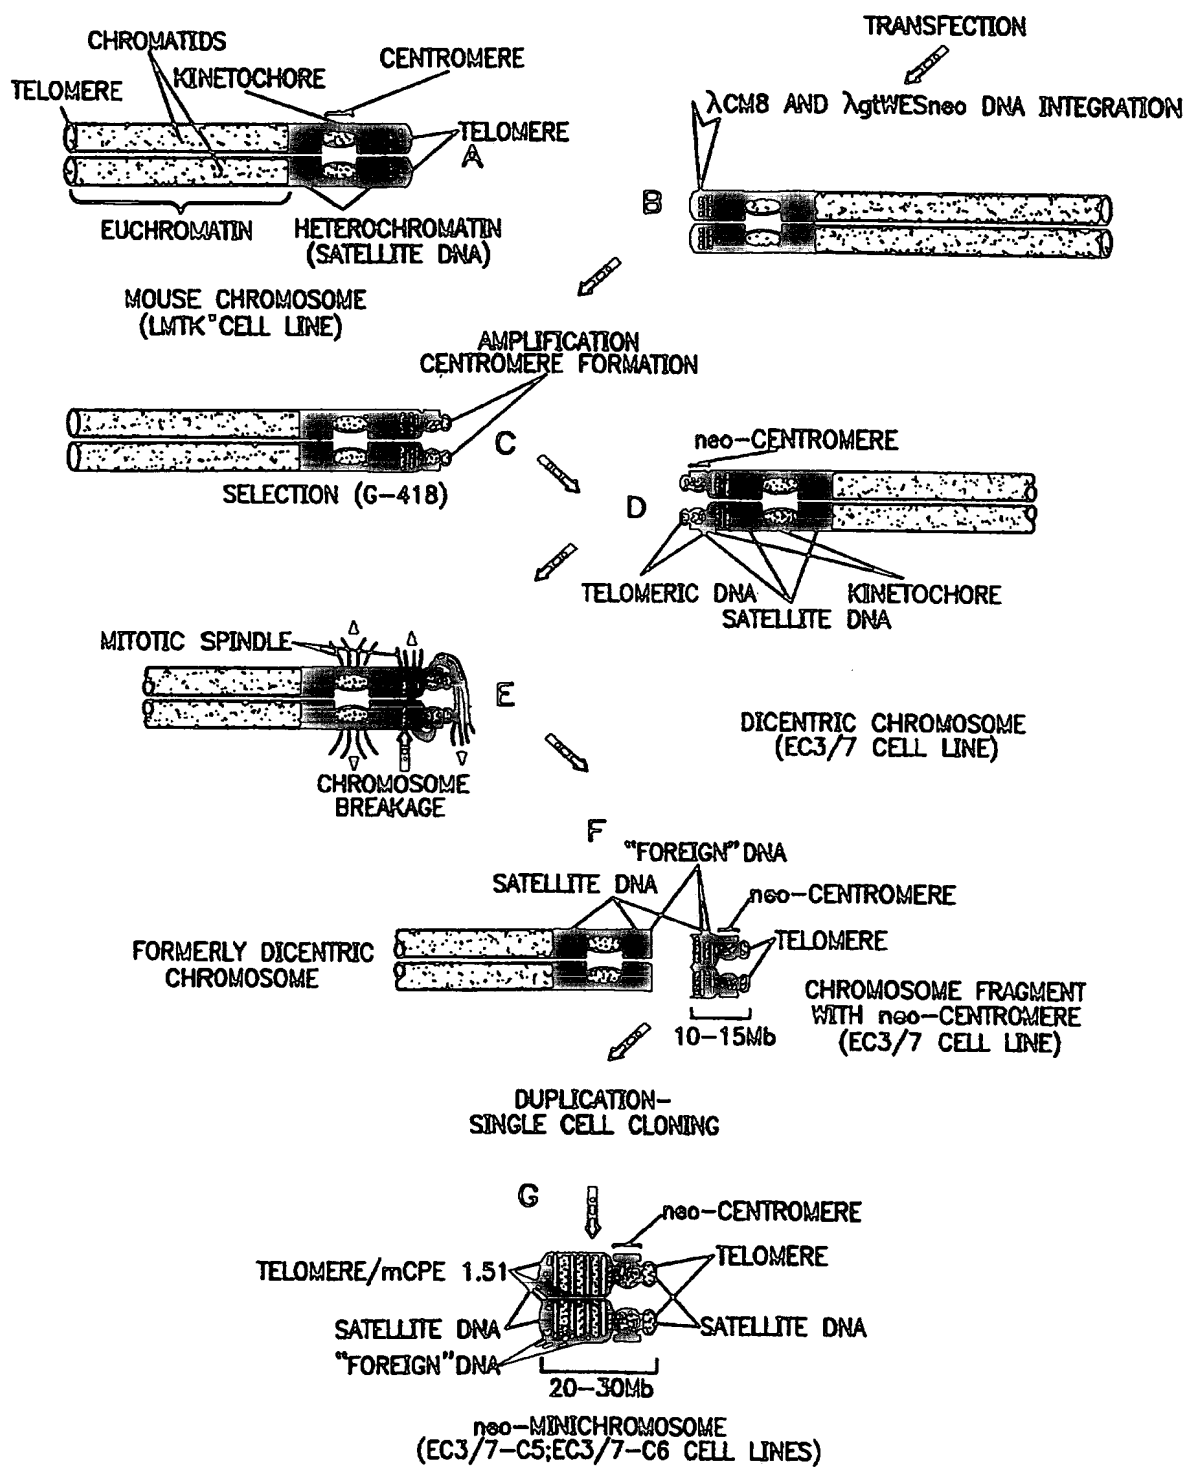 CHROMATIDS
CENTROMERE
KINETOCHORE
TELOMERE
TELOMERE
A
EUCHROMATIN
HETEROCHROMATIN
(SATELLITE DNA)
MOUSE CHROMOSOME
(LMTK° CELL LINE)
TRANSFECTION
λCM8 AND λgtWESneo DNA INTEGRATION
B
AMPLIFICATION
CENTROMERE FORMATION
C
SELECTION (G-418)
neo-CENTROMERE
D
TELOMERIC DNA
KINETOCHORE
SATELLITE DNA
MITOTIC SPINDLE
E
CHROMOSOME
BREAKAGE
DICENTRIC CHROMOSOME
(EC3/7 CELL LINE)
F
"FOREIGN" DNA
SATELLITE DNA
neo-CENTROMERE
TELOMERE
FORMERLY DICENTRIC
CHROMOSOME
CHROMOSOME FRAGMENT
WITH neo-CENTROMERE
(EC3/7 CELL LINE)
10-15Mb
DUPLICATION-
SINGLE CELL CLONING
G
neo-CENTROMERE
TELOMERE/mCPE 1.51
TELOMERE
SATELLITE DNA
SATELLITE DNA
"FOREIGN" DNA
20-30Mb
neo-MINICHROMOSOME
(EC3/7-C5;EC3/7-C6 CELL LINES)